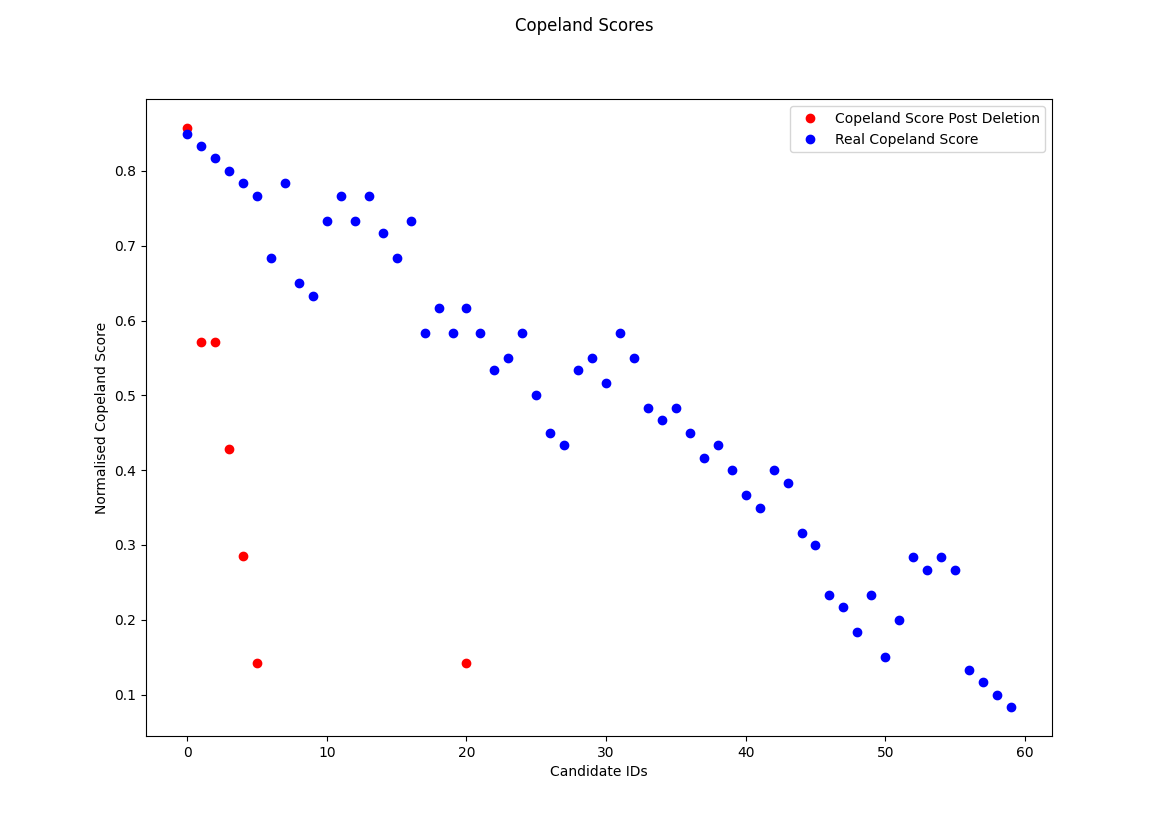 Copeland Scores
Copeland Score Post Deletion
Real Copeland Score
Normalised Copeland Score
0.8
0.7
0.6
0.5
0.4
0.3
0.2
0.1
0 10 20 30 40 50 60
Candidate IDs